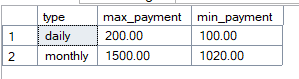 type max_payment min_payment
1 daily 200.00 100.00
2 monthly 1500.00 1020.00